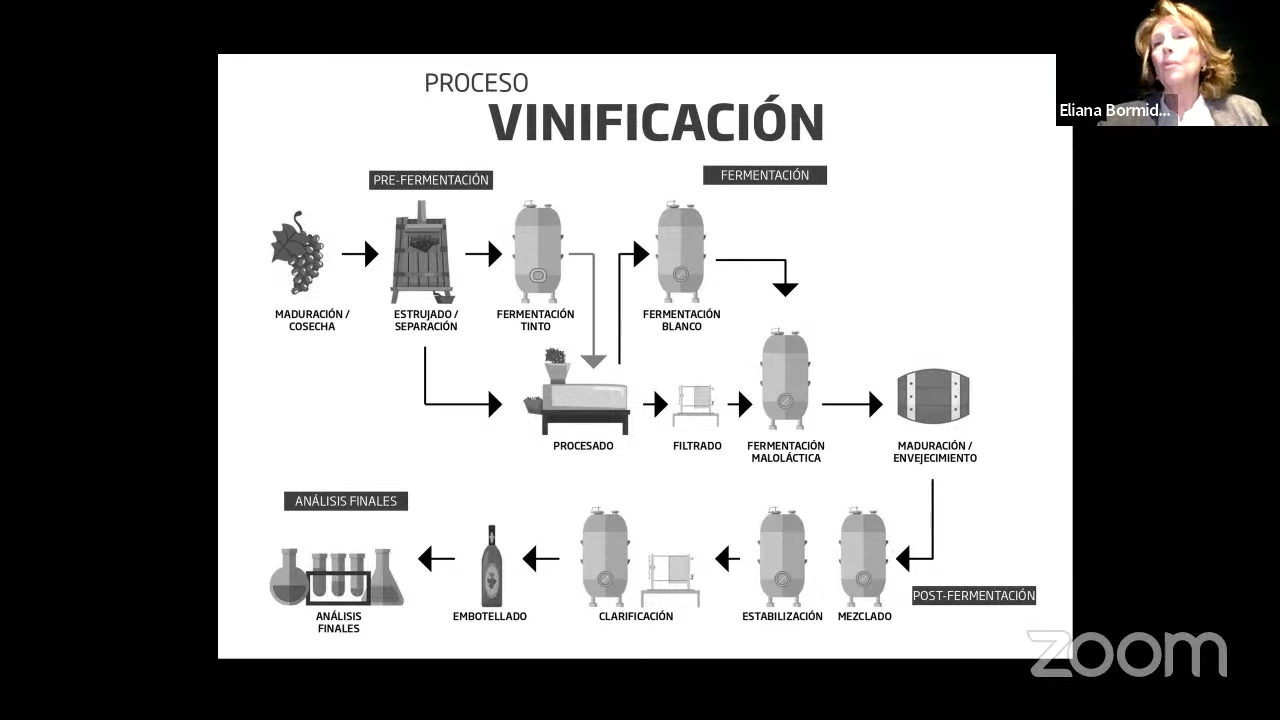 PROCESO
VINIFICACIÓN
Eliana Bormid...
PRE-FERMENTACIÓN
FERMENTACIÓN
MADURACIÓN /
COSECHA
ESTRUJADO /
SEPARACIÓN
FERMENTACIÓN
TINTO
FERMENTACIÓN
BLANCO
PROCESADO
FILTRADO
FERMENTACIÓN
MALOLÁCTICA
MADURACIÓN /
ENVEJECIMIENTO
ANÁLISIS FINALES
POST-FERMENTACIÓN
ANÁLISIS
FINALES
EMBOTELLADO
CLARIFICACIÓN
ESTABILIZACIÓN
MEZCLADO
zoom